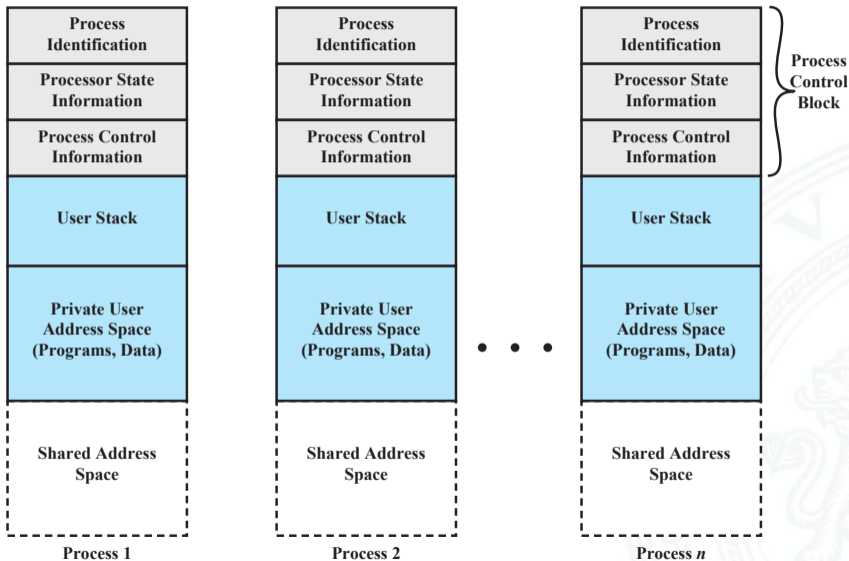 Process
Identification
Processor State
Information
Process Control
Information
User Stack
Private User
Address Space
(Programs, Data)
Shared Address
Space
Process 1
Process
Identification
Processor State
Information
Process Control
Information
User Stack
Private User
Address Space
(Programs, Data)
Shared Address
Space
Process 2
• • •
Process
Identification
Processor State
Information
Process Control
Information
User Stack
Private User
Address Space
(Programs, Data)
Shared Address
Space
Process n
Process
Control
Block
V